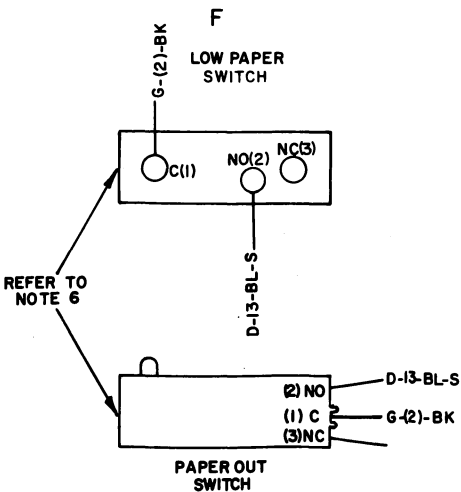 F
G-(2)-BK
LOW PAPER
SWITCH
C(1)
NO(2)
NC(3)
D-13-BL-S
REFER TO
NOTE 6
(2) NO
D-13-BL-S
(1) C
G-(2)-BK
(3)NC
PAPER OUT
SWITCH